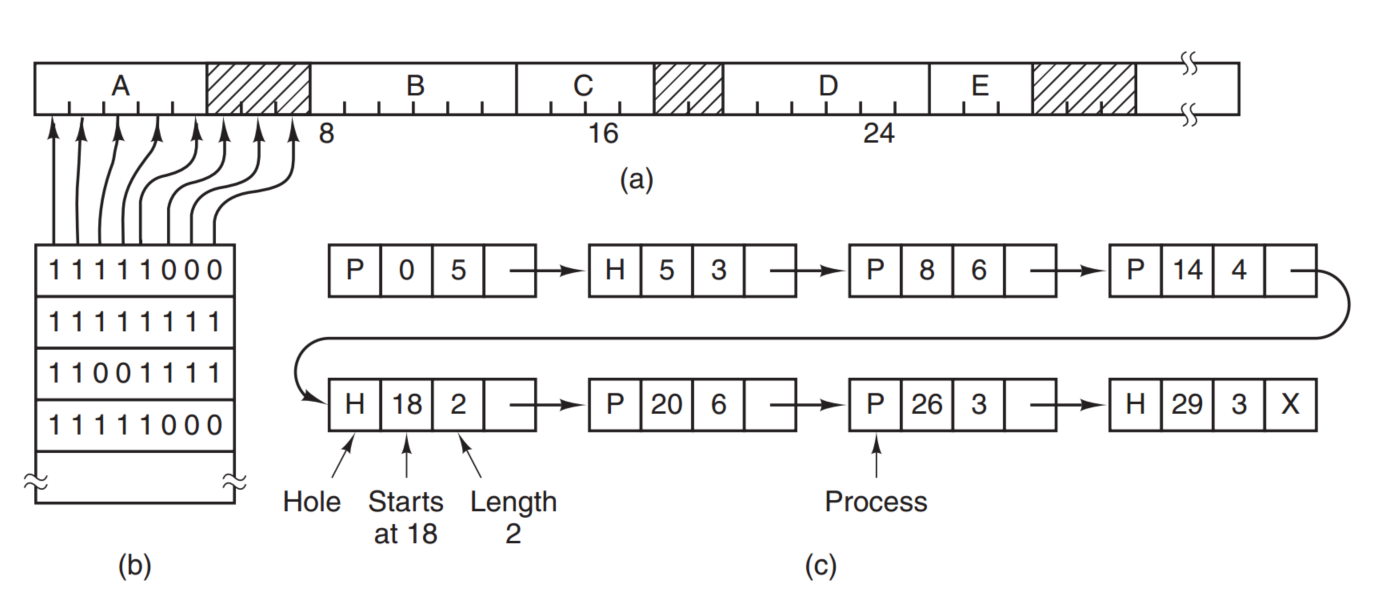 A B C D E
8 16 24
(a)
1 1 1 1 1 0 0 0
1 1 1 1 1 1 1 1
1 1 0 0 1 1 1 1
1 1 1 1 1 0 0 0
(b)
P 0 5 H 5 3 P 8 6 P 14 4
H 18 2 P 20 6 P 26 3 H 29 3 X
Hole Starts Length Process
at 18 2
(c)